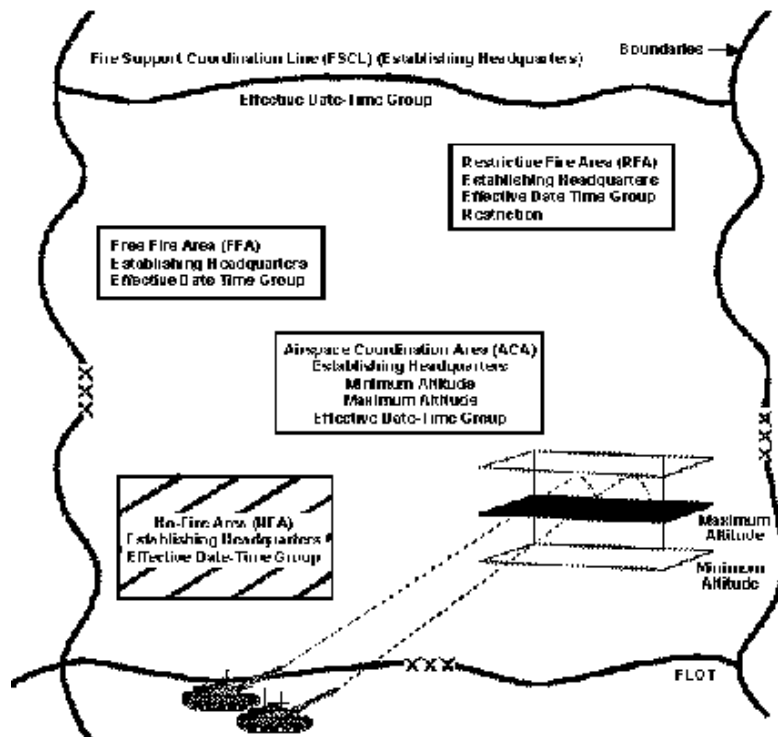 Fire Support Coordination Line (FSCL) (Establishing Headquarters)
Boundaries
Effective Date-Time Group
Restrictive Fire Area (RFA)
Establishing Headquarters
Effective Date Time Group
Restriction
Free Fire Area (FFA)
Establishing Headquarters
Effective Date Time Group
Airspace Coordination Area (ACA)
Establishing Headquarters
Minimum Altitude
Maximum Altitude
Effective Date-Time Group
XXX
XXX
No-Fire Area (NFA)
Establishing Headquarters
Effective Date-Time Group
Maximum
Altitude
Minimum
Altitude
XXX
FLOT